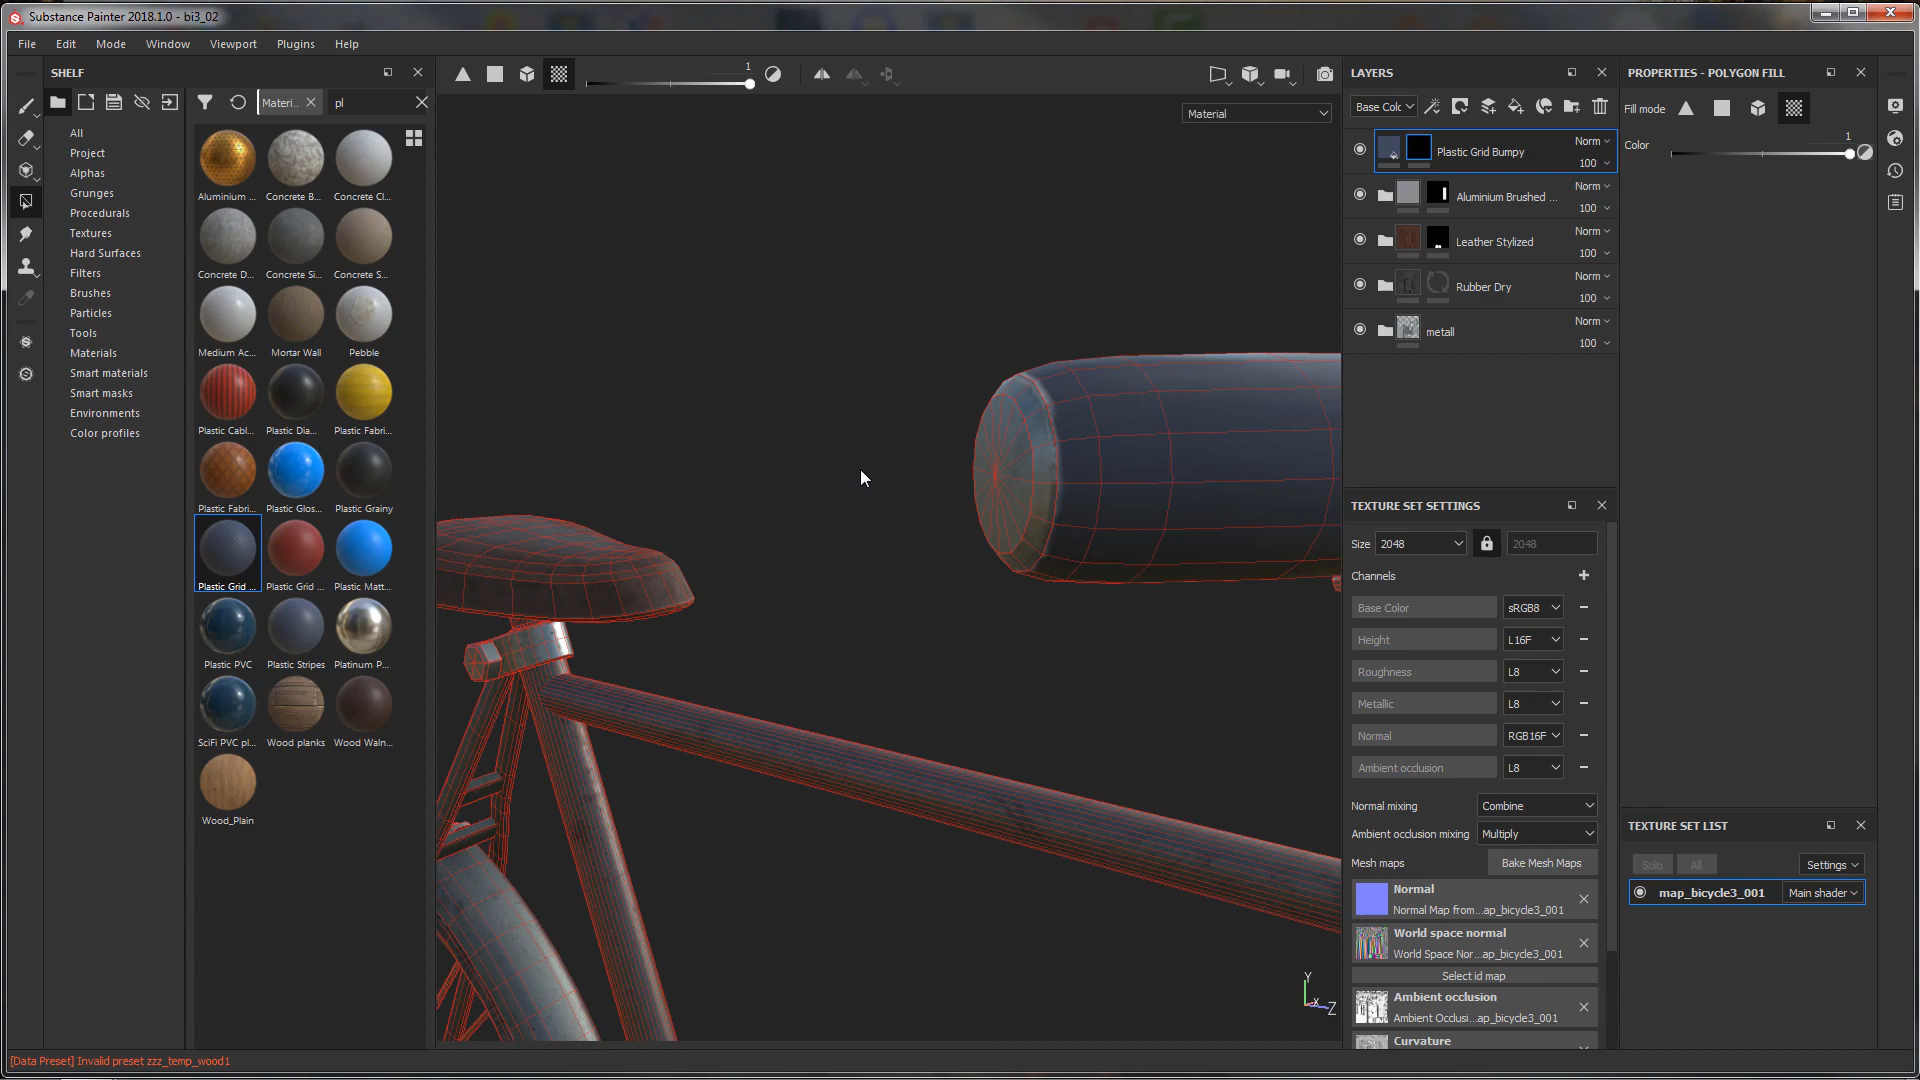 Substance Painter 2018.1.0 - bi3_02
File Edit Mode Window Viewport Plugins Help
SHELF
Materi.. pl
All
Project
Alphas
Grunges
Procedurals
Textures
Hard Surfaces
Filters
Brushes
Particles
Tools
Materials
Smart materials
Smart masks
Environments
Color profiles
Aluminium ... Concrete B... Concrete Cl...
Concrete D... Concrete Si... Concrete S...
Medium Ac... Mortar Wall Pebble
Plastic Cabl... Plastic Dia... Plastic Fabri...
Plastic Fabri... Plastic Glos... Plastic Grainy
Plastic Grid ... Plastic Grid ... Plastic Matt...
Plastic PVC Plastic Stripes Platinum P...
SciFi PVC pl... Wood planks Wood Waln...
Wood_Plain
1
Material
Y
X
Z
LAYERS
Base Colc
Plastic Grid Bumpy Norm 100
Aluminium Brushed ... Norm 100
Leather Stylized Norm 100
Rubber Dry Norm 100
metall Norm 100
TEXTURE SET SETTINGS
Size 2048 2048
Channels
Base Color sRGB8
Height L16F
Roughness L8
Metallic L8
Normal RGB16F
Ambient occlusion L8
Normal mixing Combine
Ambient occlusion mixing Multiply
Mesh maps Bake Mesh Maps
Normal
Normal Map from...ap_bicycle3_001
World space normal
World Space Nor...ap_bicycle3_001
Select id map
Ambient occlusion
Ambient Occlusi...ap_bicycle3_001
Curvature
PROPERTIES - POLYGON FILL
Fill mode
Color 1
TEXTURE SET LIST
Solo All Settings
map_bicycle3_001 Main shader
[Data Preset] Invalid preset zzz_temp_wood1